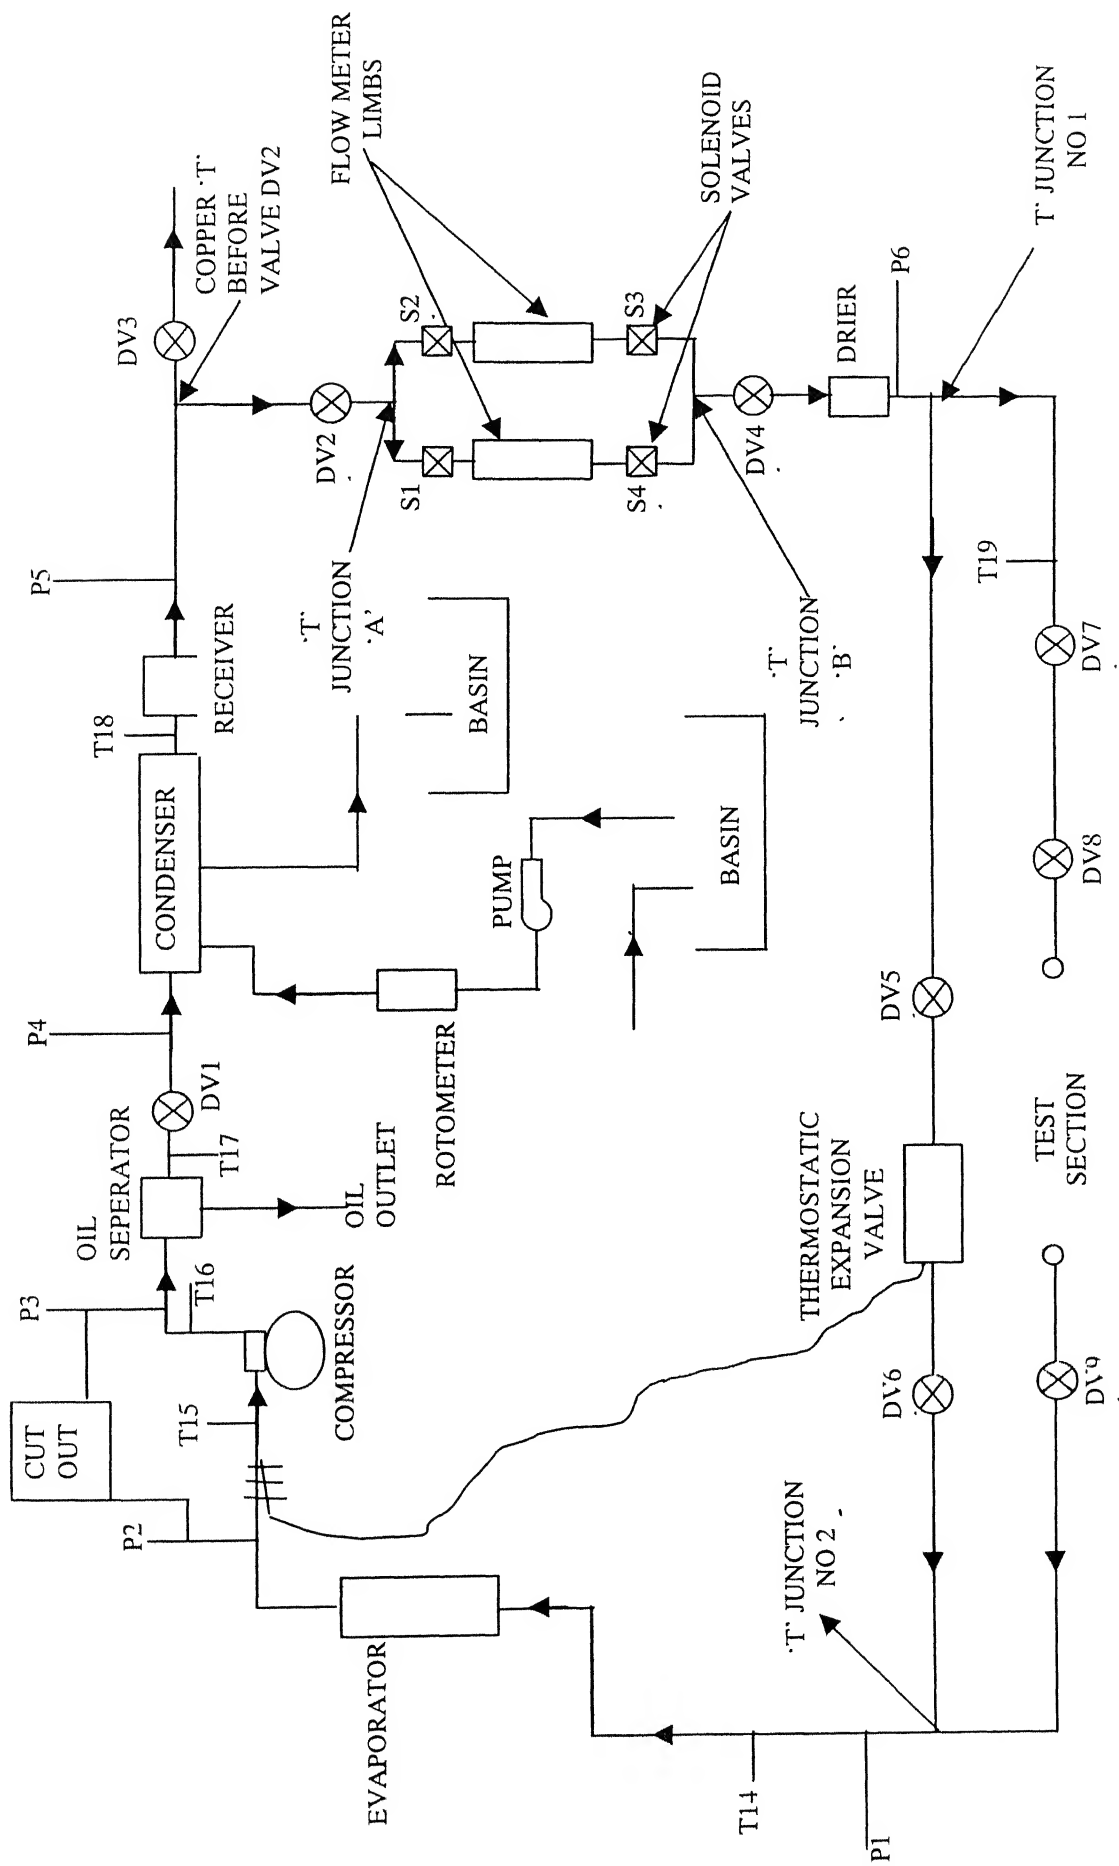 P3
CUT
OUT
P2
T15
T16
COMPRESSOR
EVAPORATOR
OIL
SEPERATOR
T17
OIL
OUTLET
DV1
P4
CONDENSER
T18
RECEIVER
P5
DV3
COPPER 'T'
BEFORE
VALVE DV2
ROTOMETER
PUMP
BASIN
BASIN
'T'
JUNCTION
'A'
DV2
S1
S2
FLOW METER
LIMBS
S4
S3
SOLENOID
VALVES
'T'
JUNCTION
'B'
DV4
DRIER
P6
T' JUNCTION
NO 1
T14
P1
'T' JUNCTION
NO 2
DV6
THERMOSTATIC
EXPANSION
VALVE
DV5
T19
DV9
TEST
SECTION
DV8
DV7